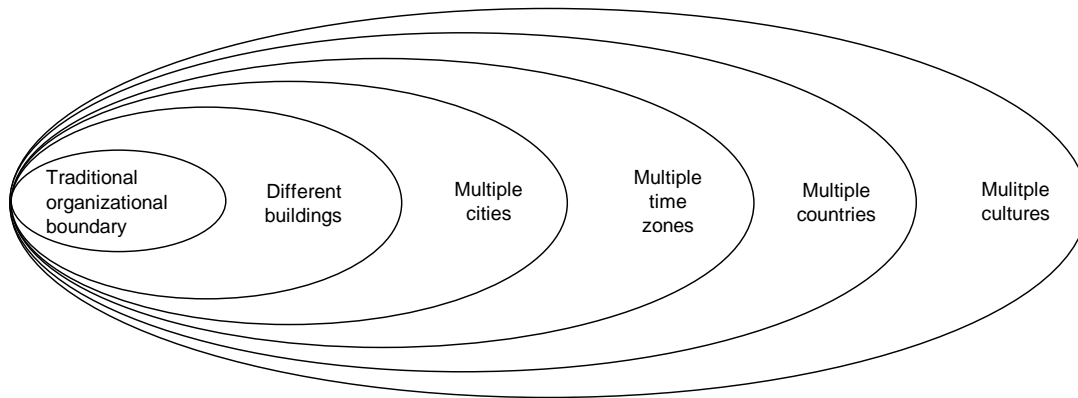 Traditional
organizational
boundary
Different
buildings
Multiple
cities
Multiple
time
zones
Multiple
countries
Mulitple
cultures